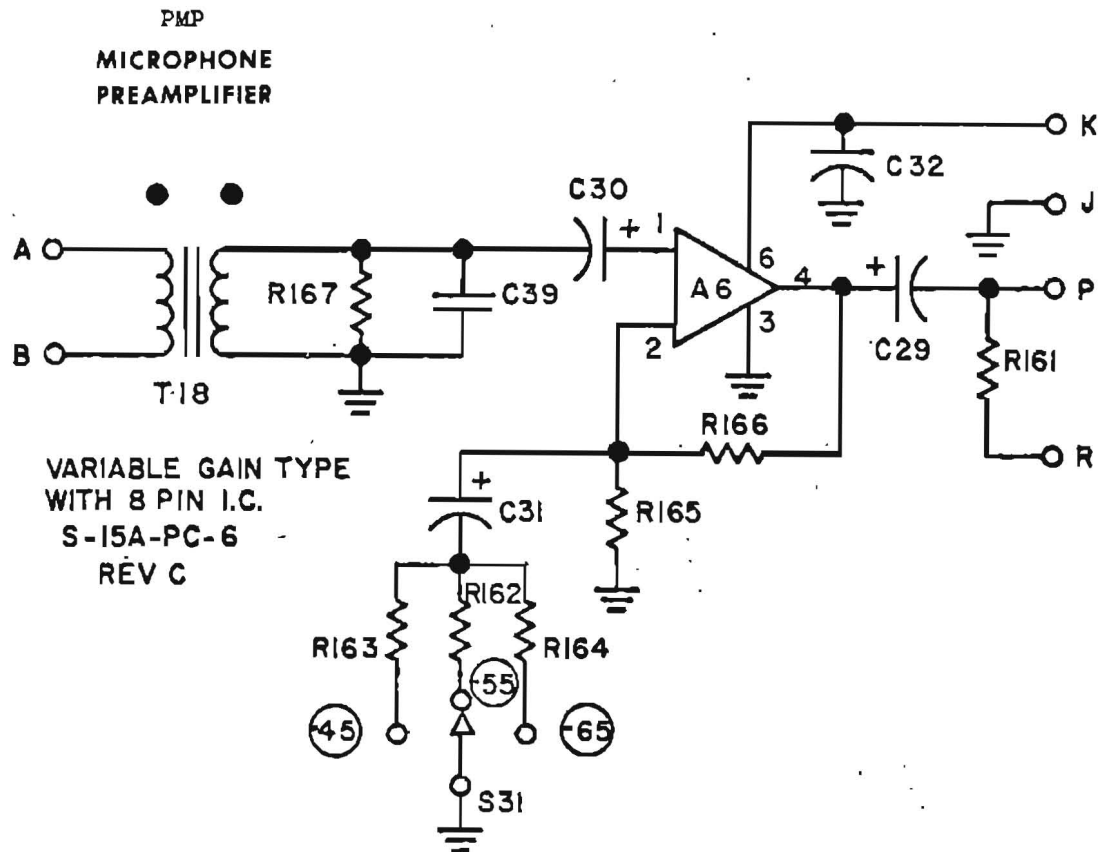 PMP
MICROPHONE
PREAMPLIFIER
K
C32
J
C30
+
1
A
R167
C39
A6
6
4
+
P
B
2
3
C29
R161
T-18
R166
R
VARIABLE GAIN TYPE
WITH 8 PIN I.C.
S-15A-PC-6
REV C
+
C31
R165
R162
R163
R164
-55
-45
-65
S31